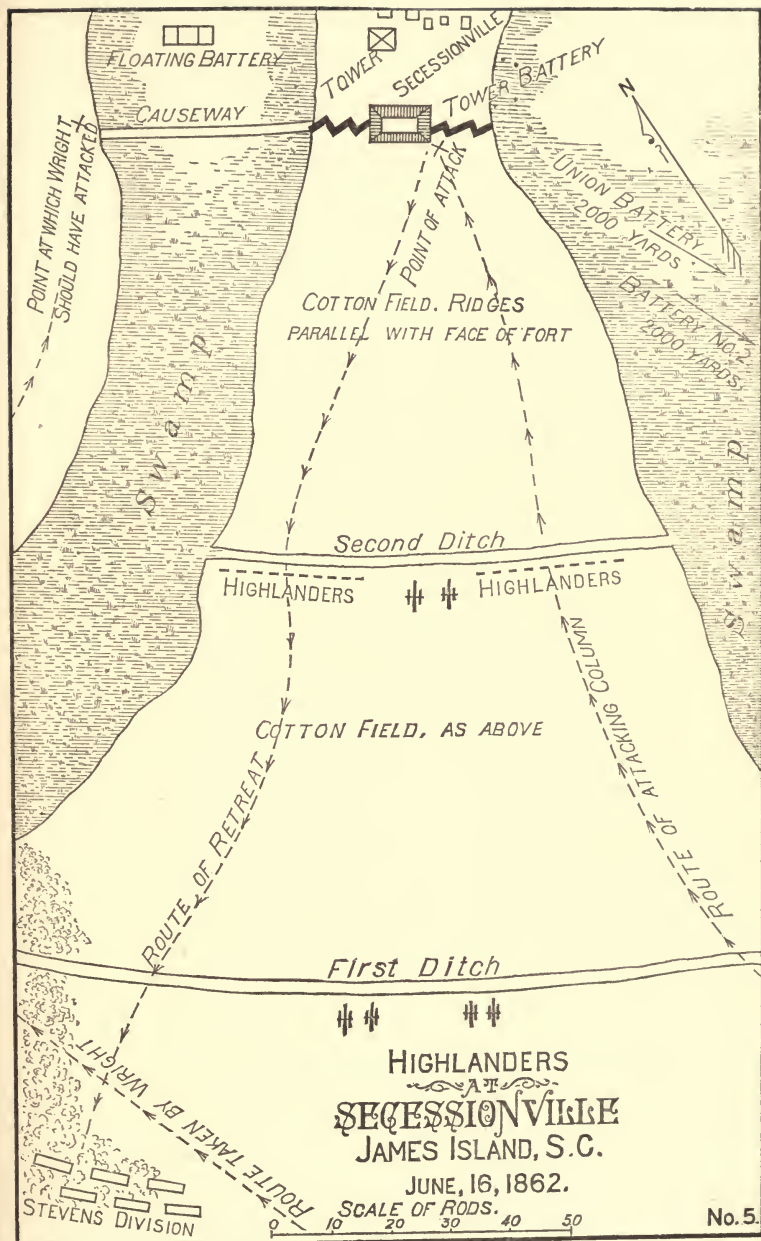 FLOATING BATTERY
TOWER
SECESSIONVILLE
TOWER BATTERY
CAUSEWAY
N
POINT AT WHICH WRIGHT
SHOULD HAVE ATTACKED
POINT OF ATTACK
UNION BATTERY
2000 YARDS
BATTERY NO. 2
2000 YARDS.
COTTON FIELD. RIDGES
PARALLEL WITH FACE OF FORT
Swamp
Swamp
Second Ditch
HIGHLANDERS
HIGHLANDERS
COTTON FIELD, AS ABOVE
ROUTE OF RETREAT
ROUTE OF ATTACKING COLUMN
First Ditch
ROUTE TAKEN BY WRIGHT
STEVENS DIVISION
HIGHLANDERS
AT
SECESSIONVILLE
JAMES ISLAND, S.C.
JUNE, 16, 1862.
SCALE OF RODS.
0 10 20 30 40 50
No. 5.